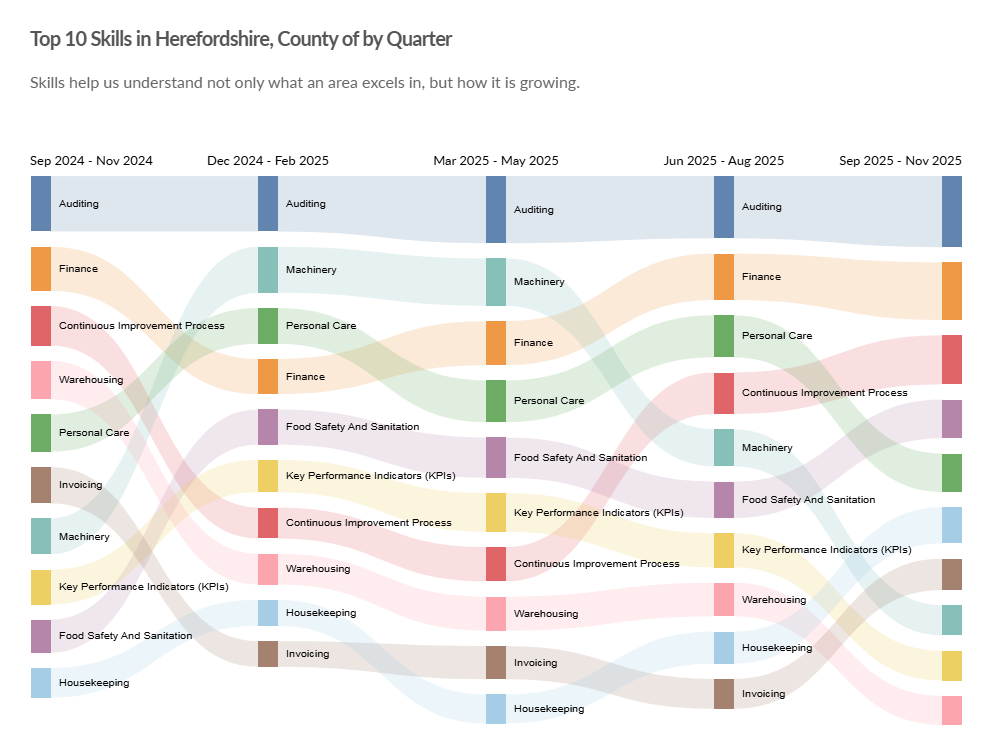 Top 10 Skills in Herefordshire, County of by Quarter
Skills help us understand not only what an area excels in, but how it is growing.
Sep 2024 - Nov 2024
Dec 2024 - Feb 2025
Mar 2025 - May 2025
Jun 2025 - Aug 2025
Sep 2025 - Nov 2025
Auditing
Finance
Continuous Improvement Process
Warehousing
Personal Care
Invoicing
Machinery
Key Performance Indicators (KPIs)
Food Safety And Sanitation
Housekeeping
Auditing
Machinery
Personal Care
Finance
Food Safety And Sanitation
Key Performance Indicators (KPIs)
Continuous Improvement Process
Warehousing
Housekeeping
Invoicing
Auditing
Machinery
Finance
Personal Care
Food Safety And Sanitation
Key Performance Indicators (KPIs)
Continuous Improvement Process
Warehousing
Invoicing
Housekeeping
Auditing
Finance
Personal Care
Continuous Improvement Process
Machinery
Food Safety And Sanitation
Key Performance Indicators (KPIs)
Warehousing
Housekeeping
Invoicing